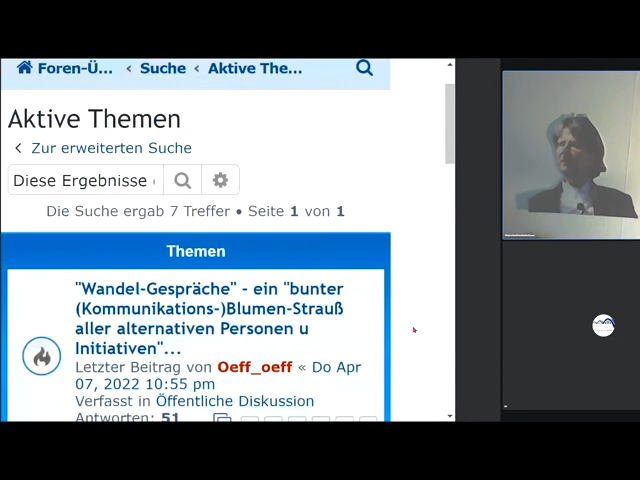 Foren-Ü... ‹ Suche ‹ Aktive The...
Aktive Themen
‹ Zur erweiterten Suche
Diese Ergebnisse
Die Suche ergab 7 Treffer • Seite 1 von 1
Themen
"Wandel-Gespräche" - ein "bunter
(Kommunikations-)Blumen-Strauß
aller alternativen Personen u
Initiativen"...
Letzter Beitrag von Oeff_oeff « Do Apr
07, 2022 10:55 pm
Verfasst in Öffentliche Diskussion
Antworten: 51